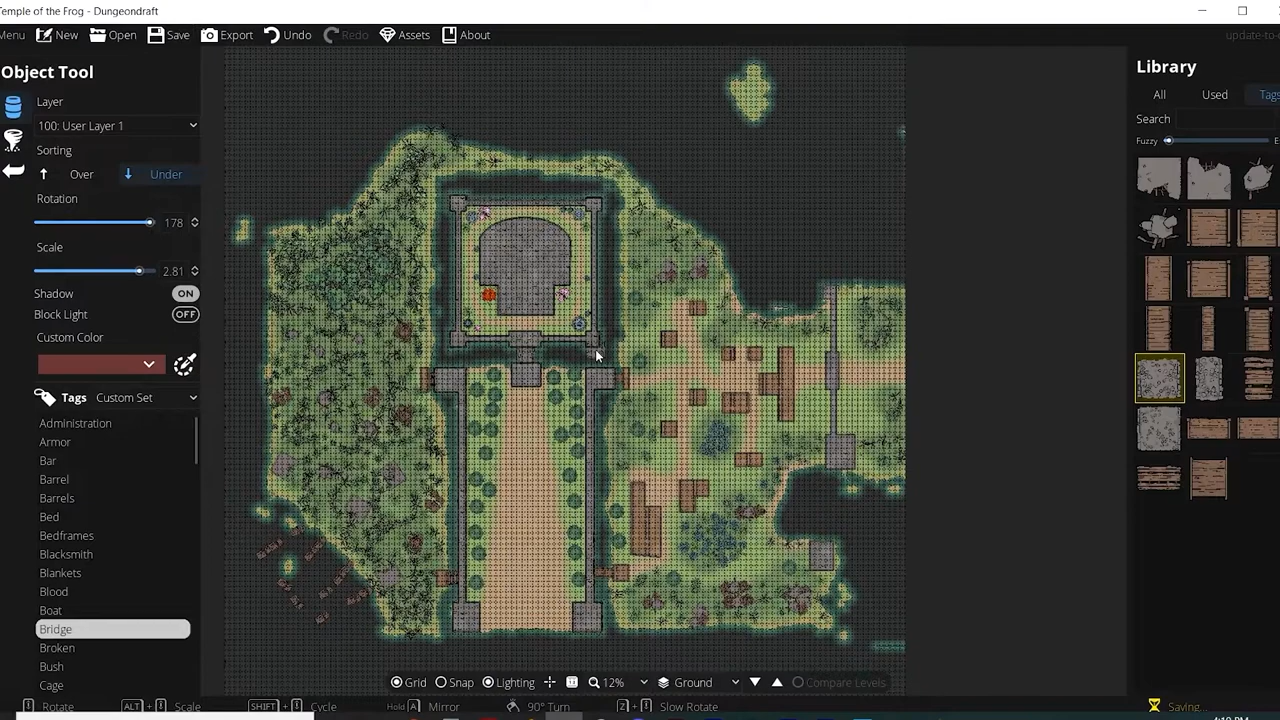 Temple of the Frog - Dungeondraft
Menu New Open Save Export Undo Redo Assets About
Object Tool
Layer
100: User Layer 1
Sorting
Over Under
Rotation
178
Scale
2.81
Shadow ON
Block Light OFF
Custom Color
Tags Custom Set
Administration
Armor
Bar
Barrel
Barrels
Bed
Bedframes
Blacksmith
Blankets
Blood
Boat
Bridge
Broken
Bush
Cage
Library
All Used Tags
Search
Fuzzy
Grid Snap Lighting 12% Ground Compare Levels
Rotate ALT + Scale SHIFT + Cycle Hold A Mirror 90° Turn Z + Slow Rotate Saving...